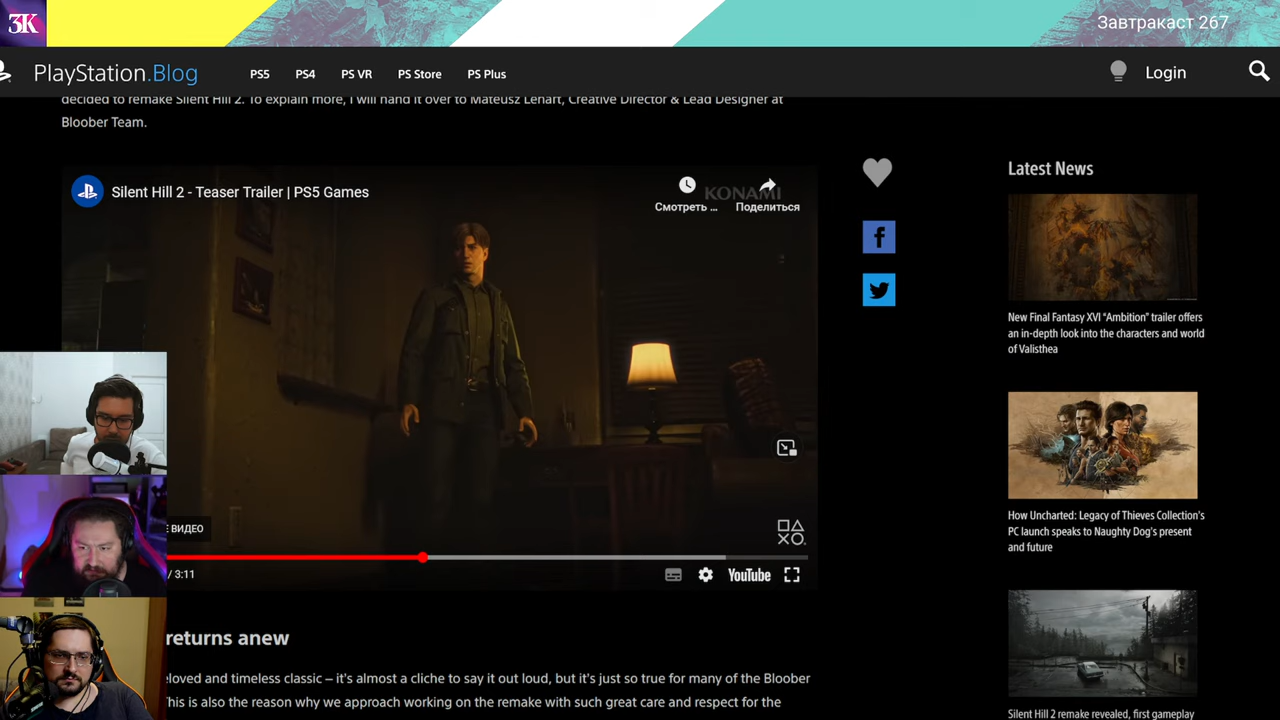 3K
Завтракаст 267
PlayStation.Blog
PS5
PS4
PS VR
PS Store
PS Plus
Login
decided to remake Silent Hill 2. To explain more, I will hand it over to Mateusz Lenart, Creative Director & Lead Designer at
Bloober Team.
Silent Hill 2 - Teaser Trailer | PS5 Games
KONAMI
Смотреть ...
Поделиться
Е ВИДЕО
/ 3:11
YouTube
returns anew
eloved and timeless classic – it's almost a cliche to say it out loud, but it's just so true for many of the Bloober
This is also the reason why we approach working on the remake with such great care and respect for the
Latest News
New Final Fantasy XVI “Ambition” trailer offers
an in-depth look into the characters and world
of Valisthea
How Uncharted: Legacy of Thieves Collection's
PC launch speaks to Naughty Dog's present
and future
Silent Hill 2 remake revealed, first gameplay